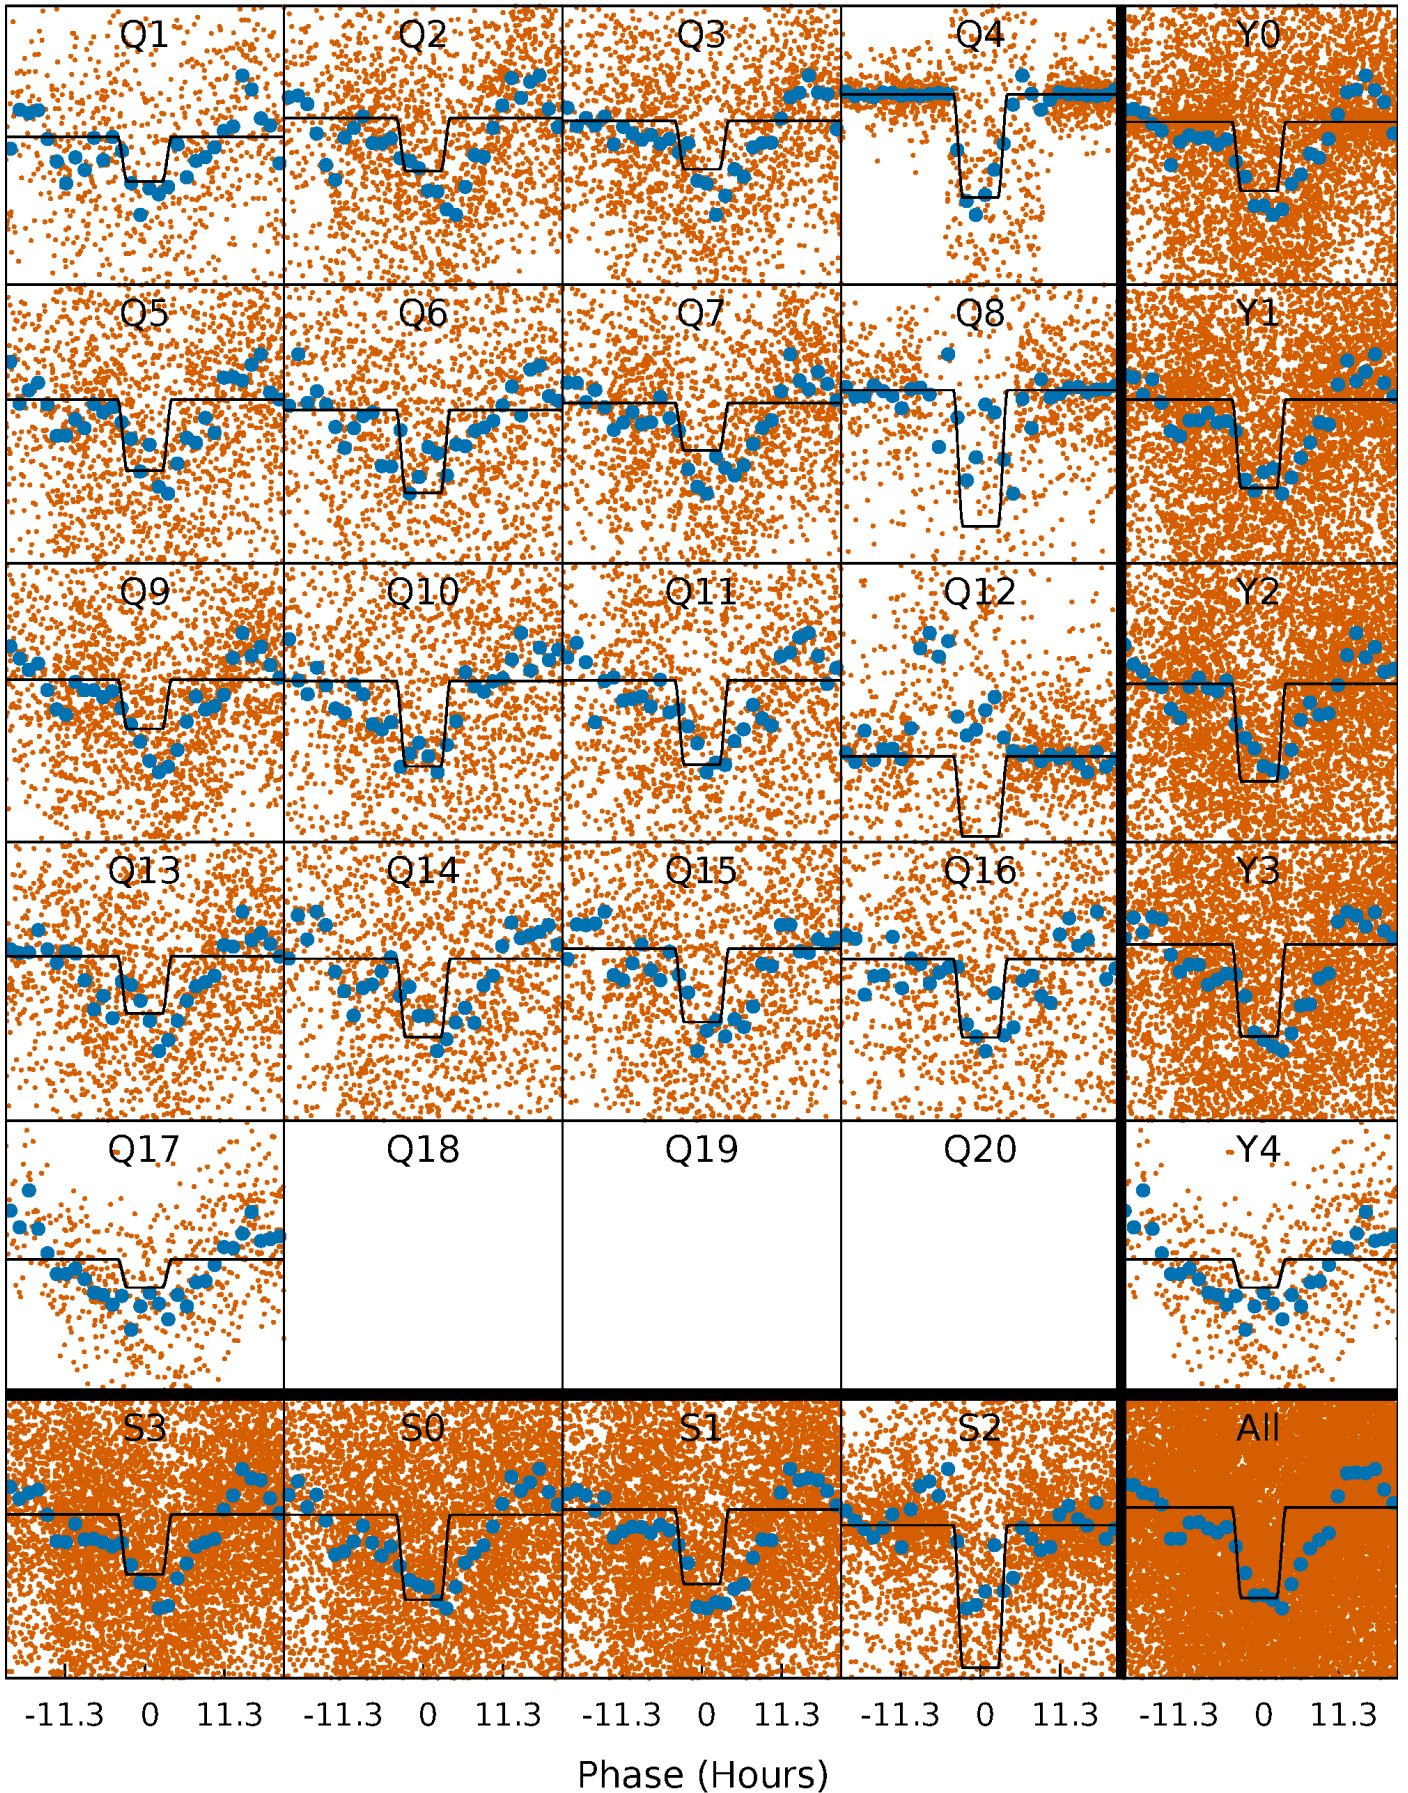 Q1 Q2 Q3 Q4 Y0
Q5 Q6 Q7 Q8 Y1
Q9 Q10 Q11 Q12 Y2
Q13 Q14 Q15 Q16 Y3
Q17 Q18 Q19 Q20 Y4
S3 S0 S1 S2 All
-11.3 0 11.3 -11.3 0 11.3 -11.3 0 11.3 -11.3 0 11.3 -11.3 0 11.3
Phase (Hours)